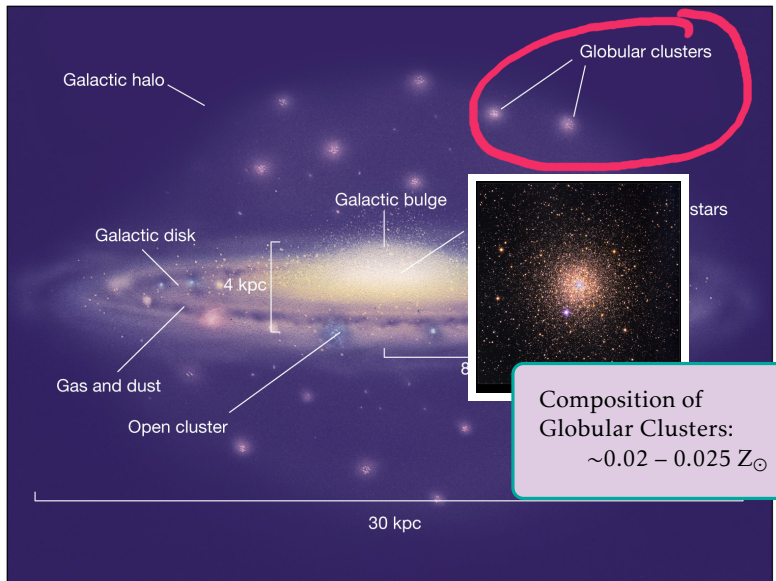 Globular clusters
Galactic halo
Galactic bulge
stars
Galactic disk
4 kpc
Gas and dust
8
Open cluster
Composition of
Globular Clusters:
~0.02 – 0.025 Z☉
30 kpc